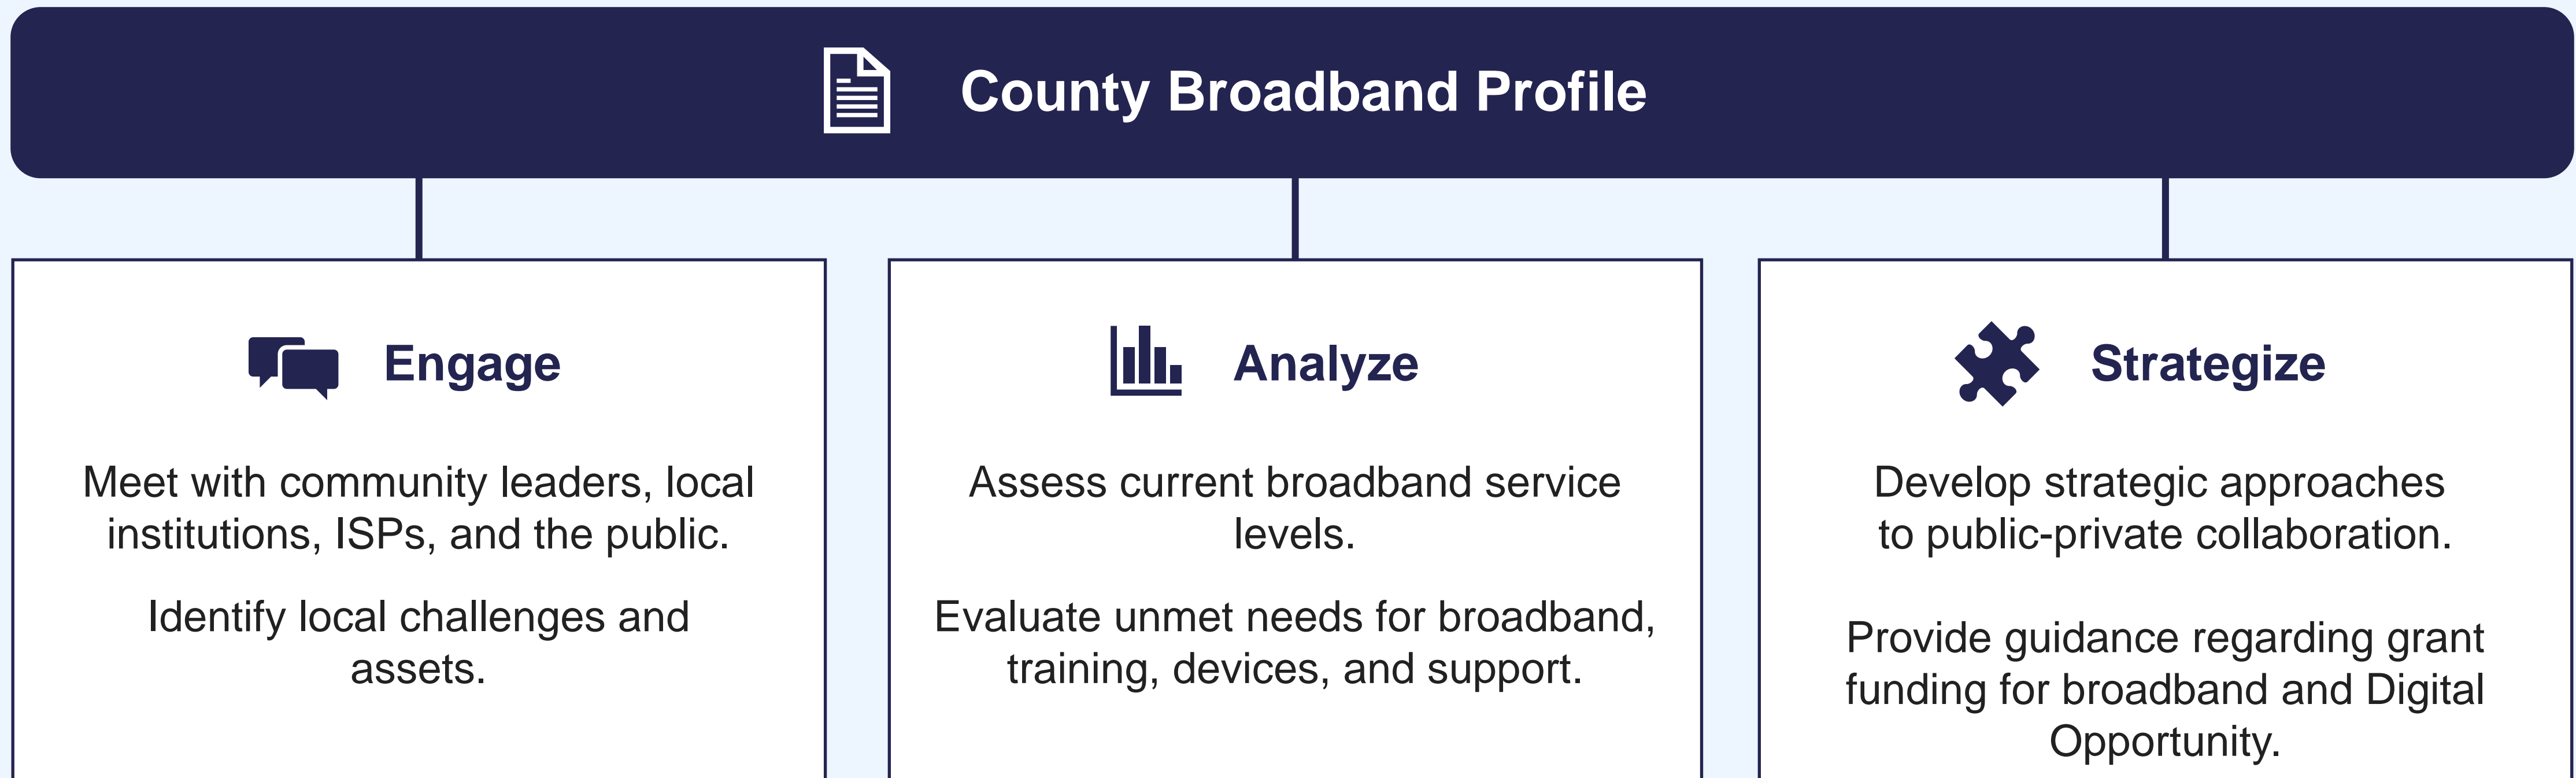 County Broadband Profile
Engage
Meet with community leaders, local
institutions, ISPs, and the public.
Identify local challenges and
assets.
Analyze
Assess current broadband service
levels.
Evaluate unmet needs for broadband,
training, devices, and support.
Strategize
Develop strategic approaches
to public-private collaboration.
Provide guidance regarding grant
funding for broadband and Digital
Opportunity.